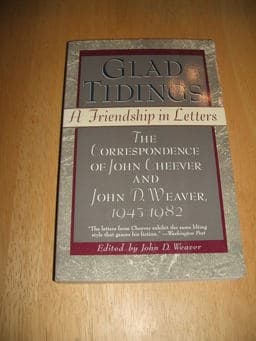 GLAD
TIDINGS
A Friendship in Letters
THE
CORRESPONDENCE
OF JOHN CHEEVER
AND
JOHN D. WEAVER,
1945-1982
"The letters from Cheever exhibit the same lilting
style that graces his fiction." —Washington Post
Edited by John D. Weaver